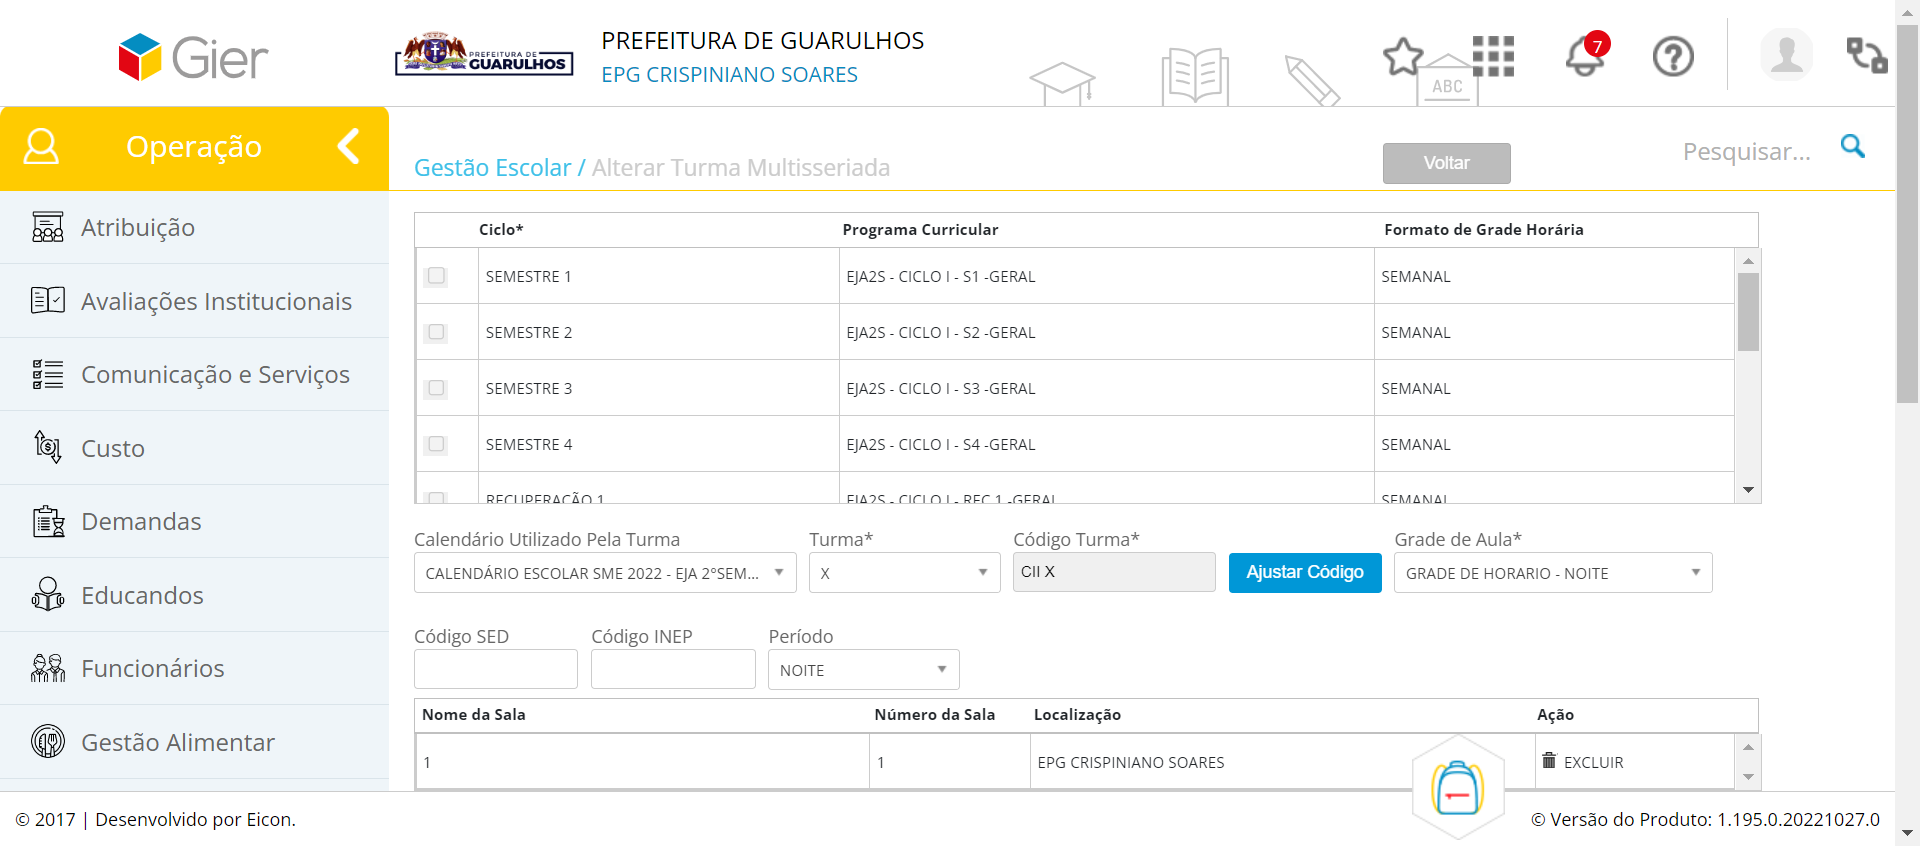 Gier
PREFEITURA DE
GUARULHOS
PREFEITURA DE GUARULHOS
EPG CRISPINIANO SOARES
ABC
7
Operação
Gestão Escolar / Alterar Turma Multisseriada
Voltar
Pesquisar...
Atribuição
Avaliações Institucionais
Comunicação e Serviços
Custo
Demandas
Educandos
Funcionários
Gestão Alimentar
Ciclo* Programa Curricular Formato de Grade Horária
SEMESTRE 1 EJA2S - CICLO I - S1 -GERAL SEMANAL
SEMESTRE 2 EJA2S - CICLO I - S2 -GERAL SEMANAL
SEMESTRE 3 EJA2S - CICLO I - S3 -GERAL SEMANAL
SEMESTRE 4 EJA2S - CICLO I - S4 -GERAL SEMANAL
RECUPERAÇÃO 1 EJA2S - CICLO I - REC 1 -GERAL SEMANAL
Calendário Utilizado Pela Turma Turma* Código Turma* Grade de Aula*
CALENDÁRIO ESCOLAR SME 2022 - EJA 2°SEM... X CII X Ajustar Código GRADE DE HORARIO - NOITE
Código SED Código INEP Período
NOITE
Nome da Sala Número da Sala Localização Ação
1 1 EPG CRISPINIANO SOARES EXCLUIR
© 2017 | Desenvolvido por Eicon.
© Versão do Produto: 1.195.0.20221027.0